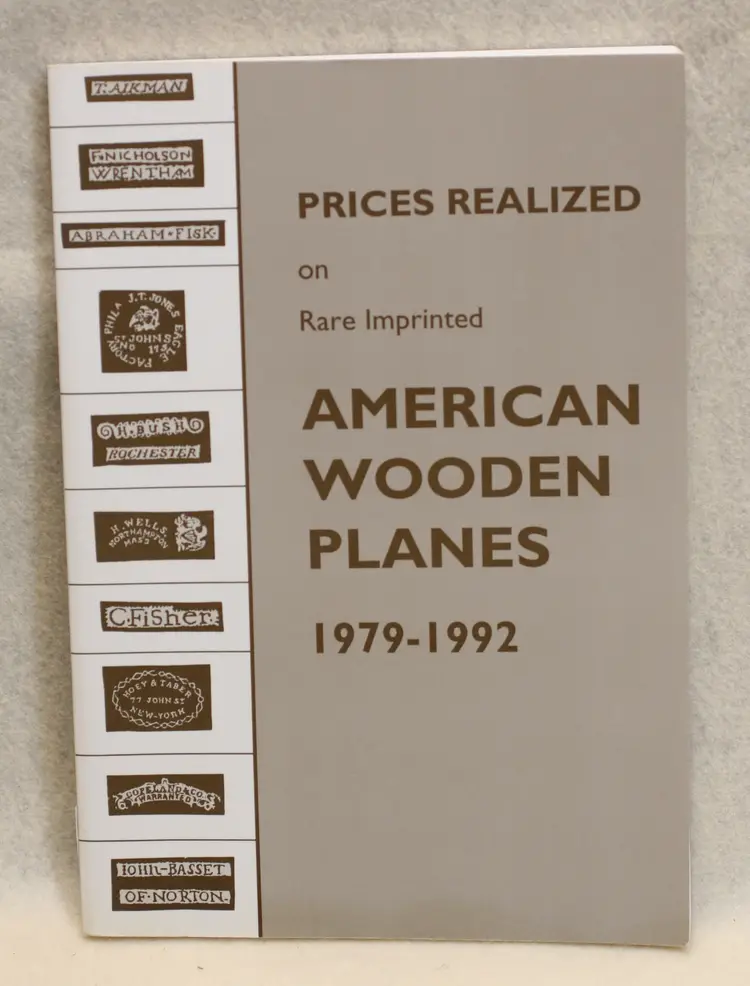 T. AIKMAN
F•NICHOLSON
WRENTHAM
ABRAHAM•FISK•
PHILA J.T. JONES EAGLE FACTORY
ST JOHNS
NO
H. BUSH
ROCHESTER
H. WELLS.
NORTHAMPTON
MASS
C.Fisher.
HOEY & TABER
77 JOHN ST
NEW-YORK
COPELAND & CO.
WARRANTED
IOHN-BASSET
OF•NORTON.
PRICES REALIZED
on
Rare Imprinted
AMERICAN
WOODEN
PLANES
1979-1992